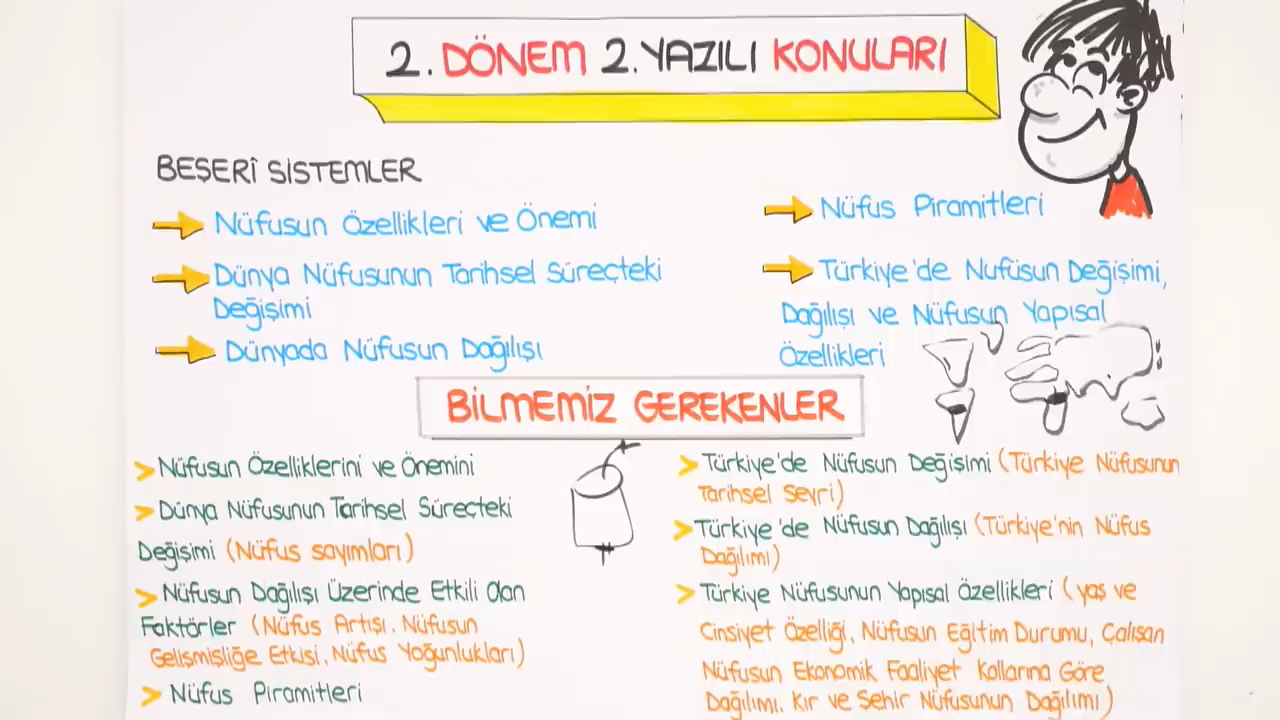 2. DÖNEM 2. YAZILI KONULARI
BEŞERÎ SİSTEMLER
Nüfusun Özellikleri ve Önemi
Dünya Nüfusunun Tarihsel Süreçteki
Değişimi
Dünyada Nüfusun Dağılışı
Nüfus Piramitleri
Türkiye'de Nüfüsun Değişimi,
Dağılışı ve Nüfusun Yapısal
Özellikleri
BİLMEMİZ GEREKENLER
> Nüfusun Özelliklerini ve Önemini
> Dünya Nüfusunun Tarihsel Süreçteki
Değişimi (Nüfus sayımları)
> Nüfusun Dağılışı Üzerinde Etkili Olan
Faktörler (Nüfus Artışı, Nüfusun
Gelişmişliğe Etkisi, Nüfus Yoğunlukları)
> Nüfus Piramitleri
> Türkiye'de Nüfusun Değişimi (Türkiye Nüfusunun
Tarihsel Seyri)
> Türkiye'de Nüfusun Dağılışı (Türkiye'nin Nüfus
Dağılımı)
> Türkiye Nüfusunun Yapısal Özellikleri (yaş ve
Cinsiyet Özelliği, Nüfusun Eğitim Durumu, Çalışan
Nüfusun Ekonomik Faaliyet Kollarına Göre
Dağılımı. Kır ve Şehir Nüfusunun Dağılımı)